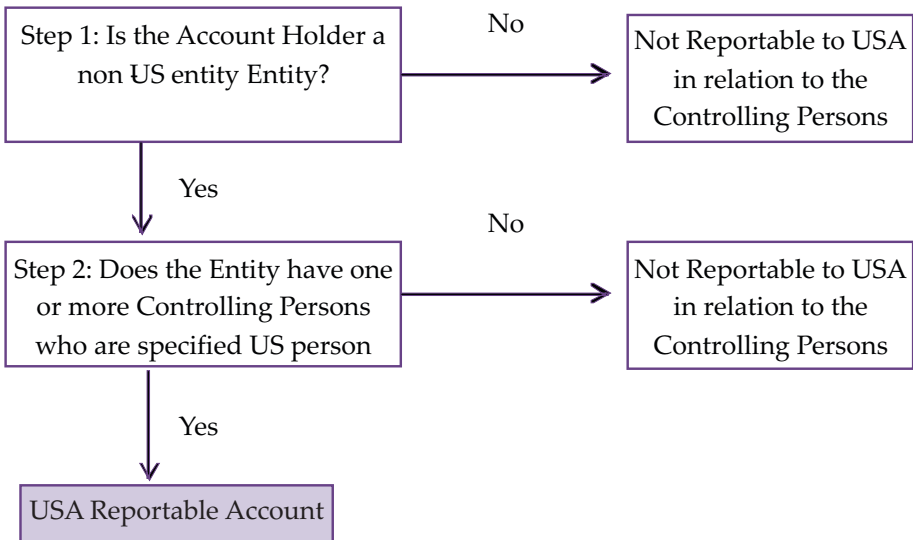 Step 1: Is the Account Holder a
non US entity Entity?
No
Not Reportable to USA
in relation to the
Controlling Persons
Yes
Step 2: Does the Entity have one
or more Controlling Persons
who are specified US person
No
Not Reportable to USA
in relation to the
Controlling Persons
Yes
USA Reportable Account